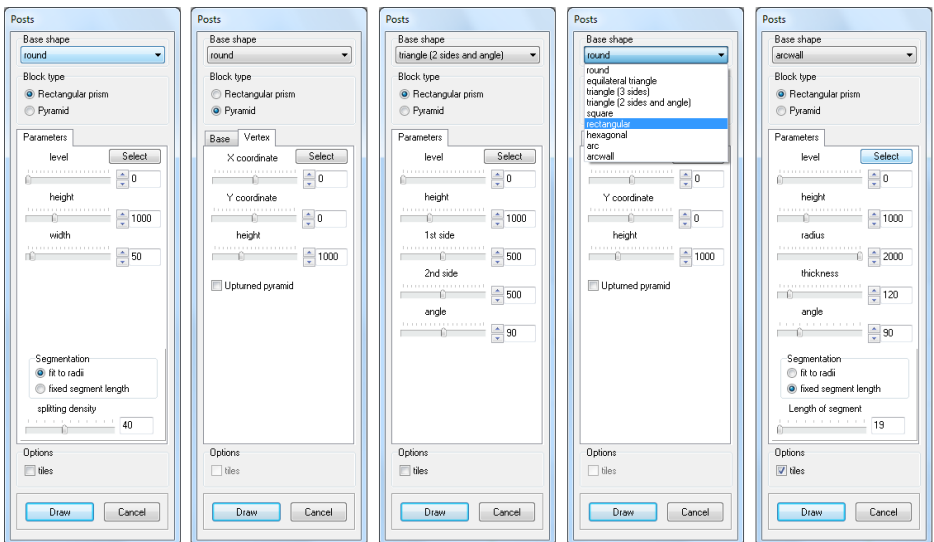 Posts
Base shape
round
Block type
Rectangular prism
Pyramid
Parameters
level
Select
0
height
1000
width
50
Segmentation
fit to radii
fixed segment length
splitting density
40
Options
tiles
Draw
Cancel
Posts
Base shape
round
Block type
Rectangular prism
Pyramid
Base
Vertex
X coordinate
Select
0
Y coordinate
0
height
1000
Upturned pyramid
Options
tiles
Draw
Cancel
Posts
Base shape
triangle (2 sides and angle)
Block type
Rectangular prism
Pyramid
Parameters
level
Select
0
height
1000
1st side
500
2nd side
500
angle
90
Options
tiles
Draw
Cancel
Posts
Base shape
round
round
equilateral triangle
triangle (3 sides)
triangle (2 sides and angle)
square
rectangular
hexagonal
arc
arcwall
0
Y coordinate
0
height
1000
Upturned pyramid
Options
tiles
Draw
Cancel
Posts
Base shape
arcwall
Block type
Rectangular prism
Pyramid
Parameters
level
Select
0
height
1000
radius
2000
thickness
120
angle
90
Segmentation
fit to radii
fixed segment length
Length of segment
19
Options
tiles
Draw
Cancel